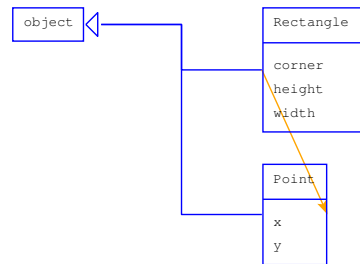 object
Rectangle
corner
height
width
Point
x
y